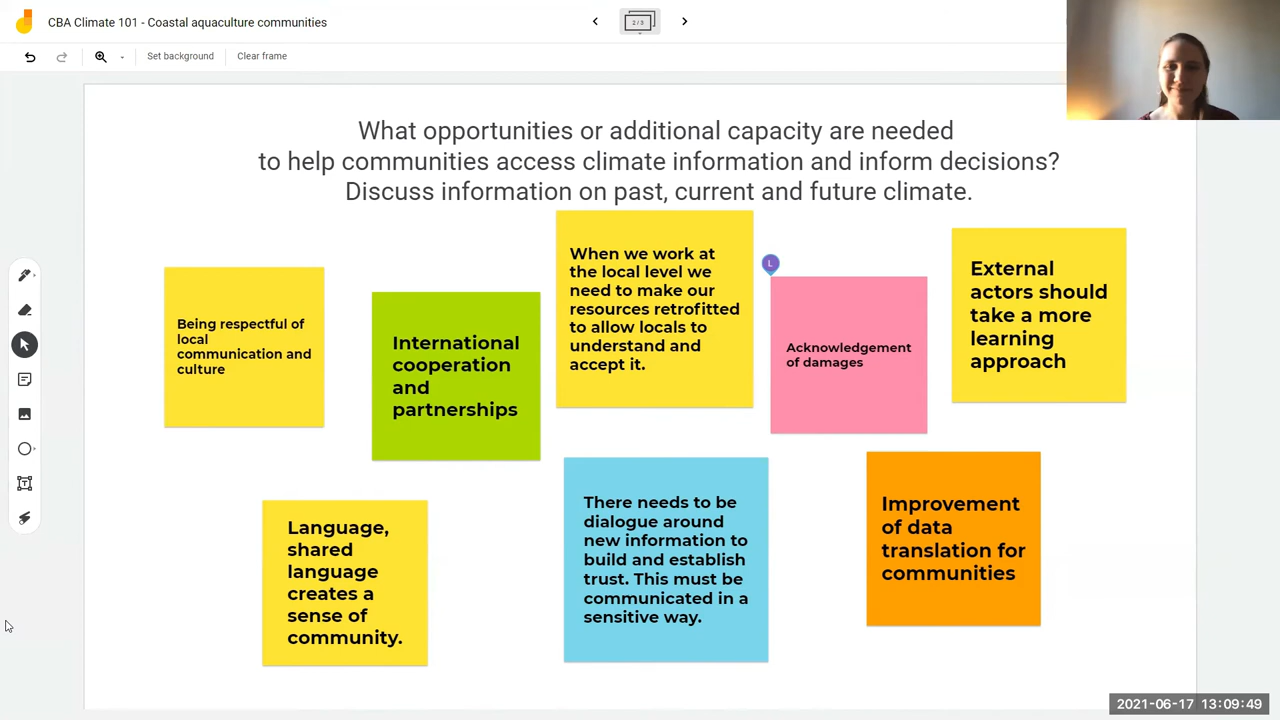 CBA Climate 101 - Coastal aquaculture communities
2 / 3
Set background
Clear frame
What opportunities or additional capacity are needed
to help communities access climate information and inform decisions?
Discuss information on past, current and future climate.
Being respectful of
local
communication and
culture
International
cooperation
and
partnerships
When we work at
the local level we
need to make our
resources retrofitted
to allow locals to
understand and
accept it.
L
Acknowledgement
of damages
External
actors should
take a more
learning
approach
Language,
shared
language
creates a
sense of
community.
There needs to be
dialogue around
new information to
build and establish
trust. This must be
communicated in a
sensitive way.
Improvement
of data
translation for
communities
2021-06-17 13:09:49